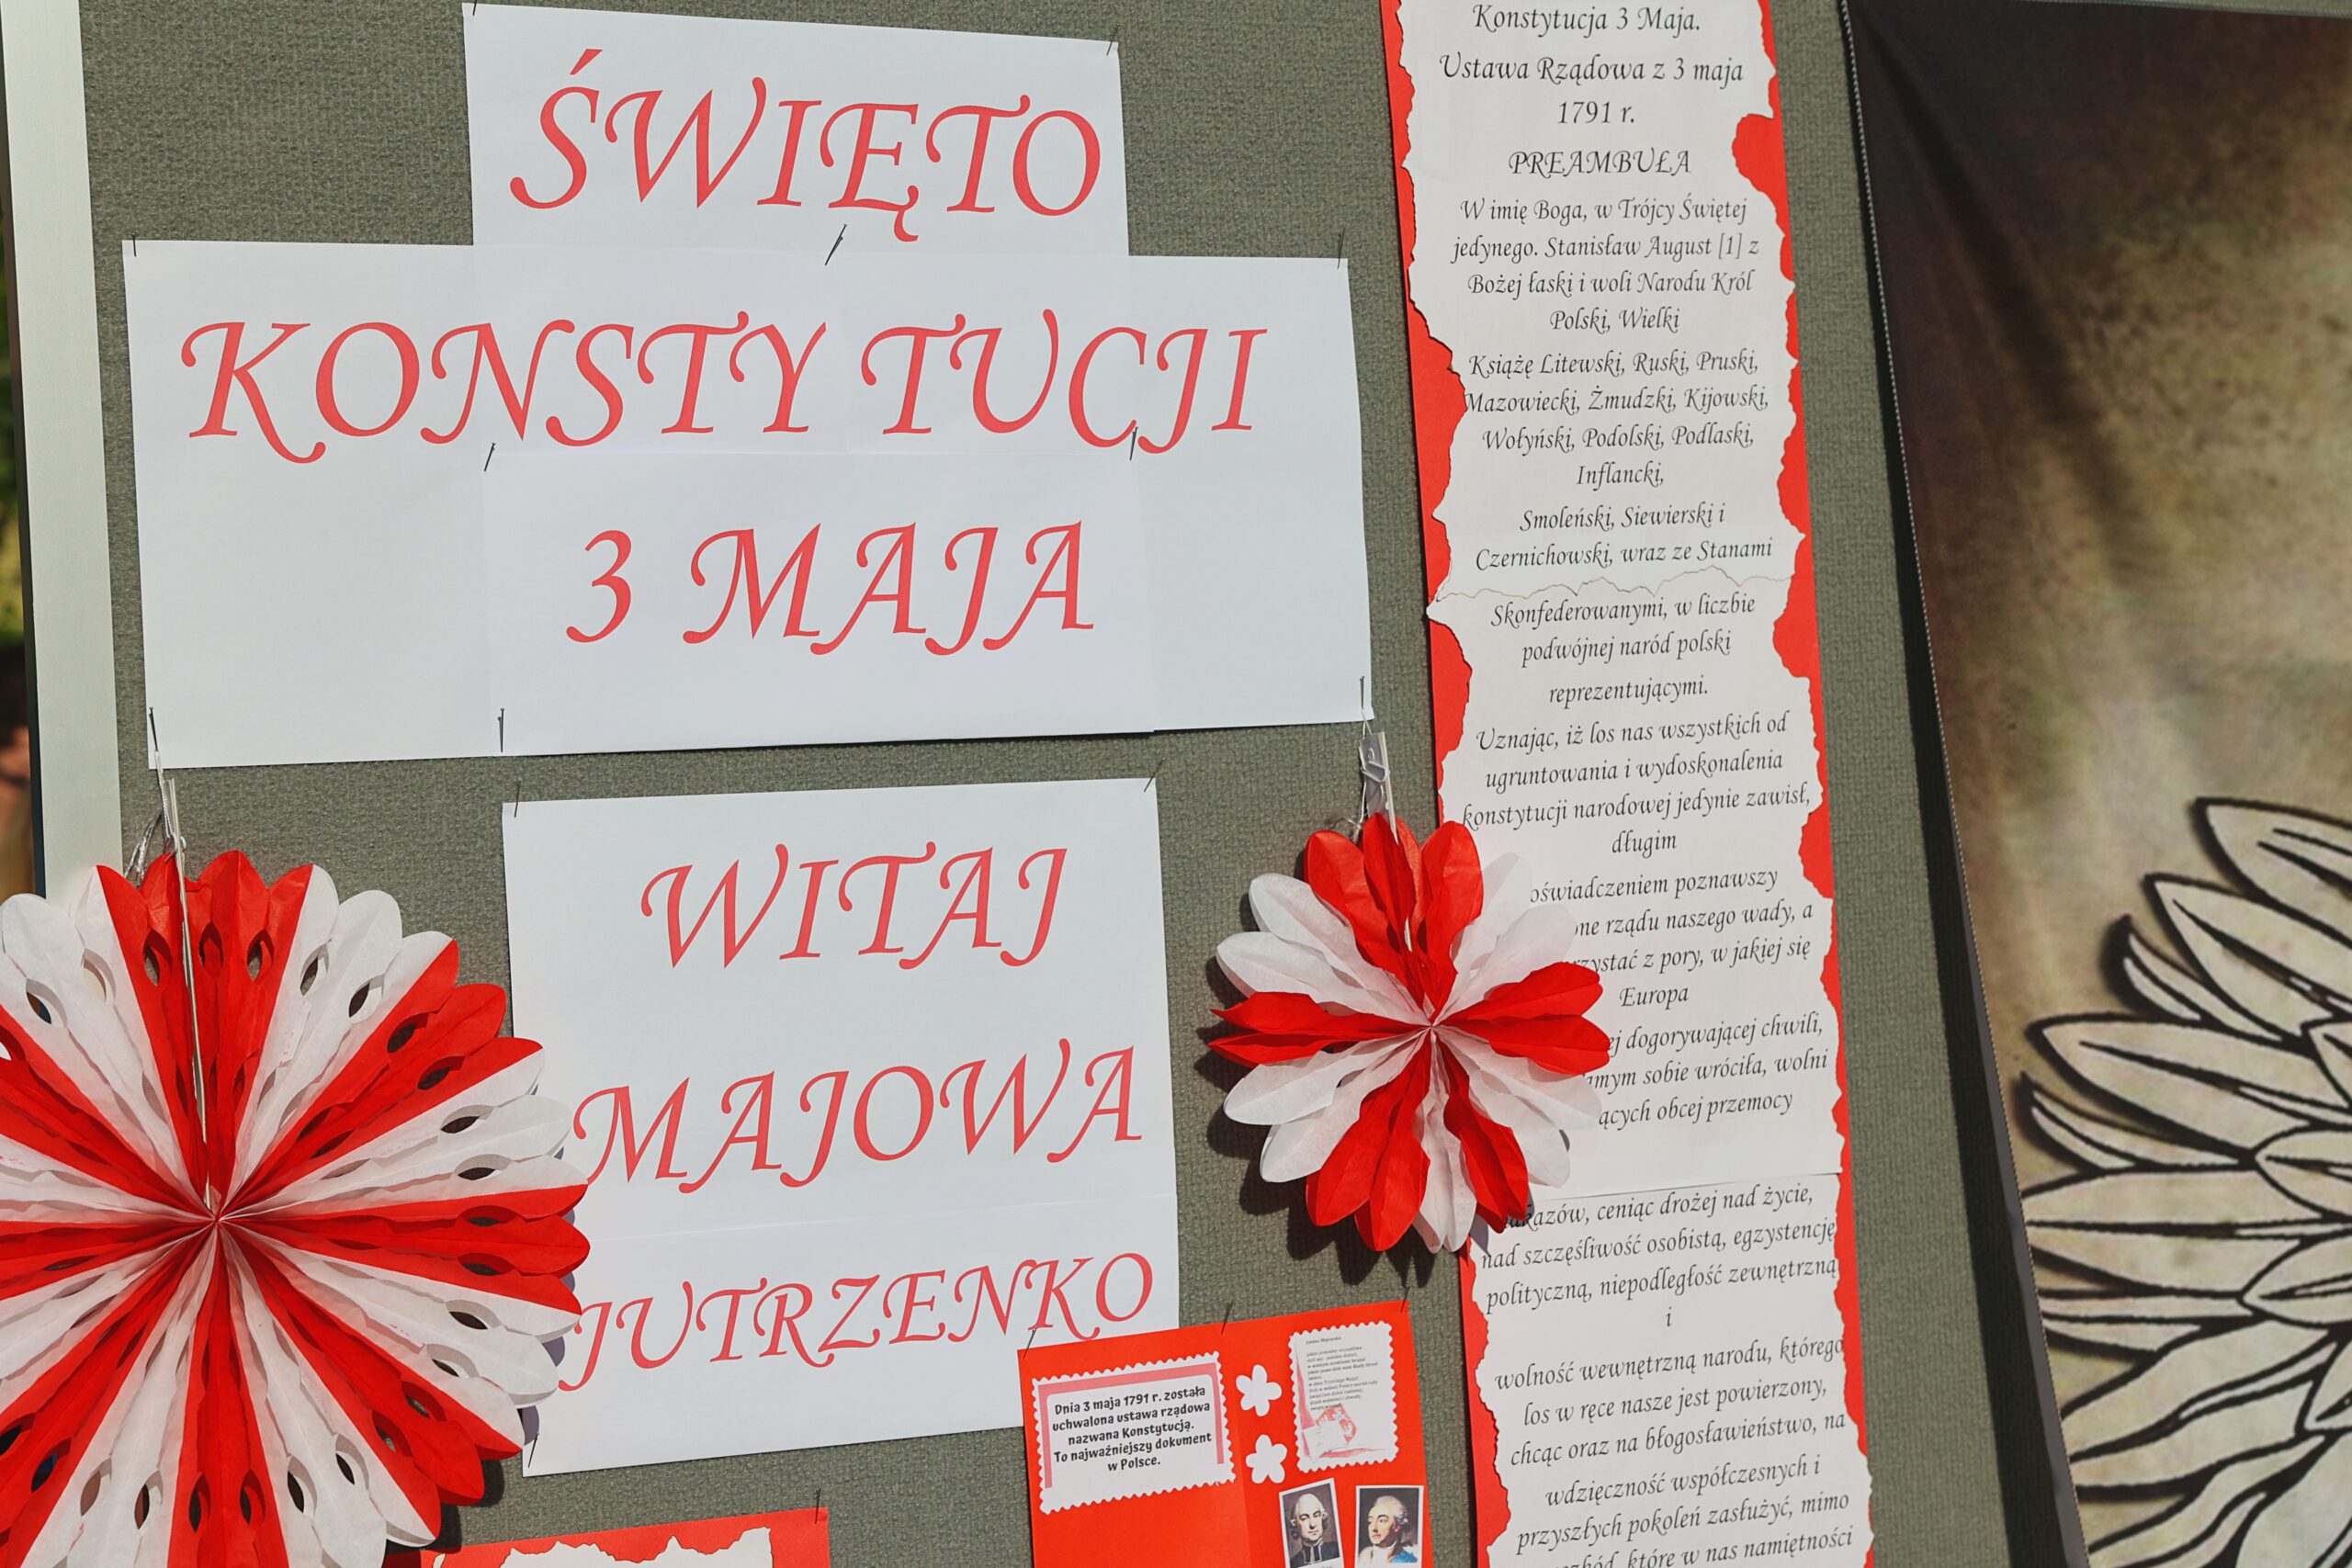 ŚWIĘTO
KONSTY TUCJI
3 MAJA
WITAJ
MAJOWA
JUTRZENKO
Dnia 3 maja 1791 r. została
uchwalona ustawa rządowa
nazwana Konstytucją.
To najważniejszy dokument
w Polsce.
Konstytucja 3 Maja.
Ustawa Rządowa z 3 maja
1791 r.
PREAMBUŁA
W imię Boga, w Trójcy Świętej
jedynego. Stanisław August [1] z
Bożej łaski i woli Narodu Król
Polski, Wielki
Książę Litewski, Ruski, Pruski,
Mazowiecki, Żmudzki, Kijowski,
Wołyński, Podolski, Podlaski,
Inflancki,
Smoleński, Siewierski i
Czernichowski, wraz ze Stanami
Skonfederowanymi, w liczbie
podwójnej naród polski
reprezentującymi.
Uznając, iż los nas wszystkich od
ugruntowania i wydoskonalenia
konstytucji narodowej jedynie zawisł,
długim
oświadczeniem poznawszy
rządu naszego wady, a
z pory, w jakiej się
Europa
dogorywającej chwili,
sobie wróciła, wolni
obcej przemocy
ceniąc drożej nad życie,
nad szczęśliwość osobistą, egzystencję
polityczną, niepodległość zewnętrzną
i
wolność wewnętrzną narodu, którego
los w ręce nasze jest powierzony,
chcąc oraz na błogosławieństwo, na
wdzięczność współczesnych i
przyszłych pokoleń zasłużyć, mimo
które w nas namiętności